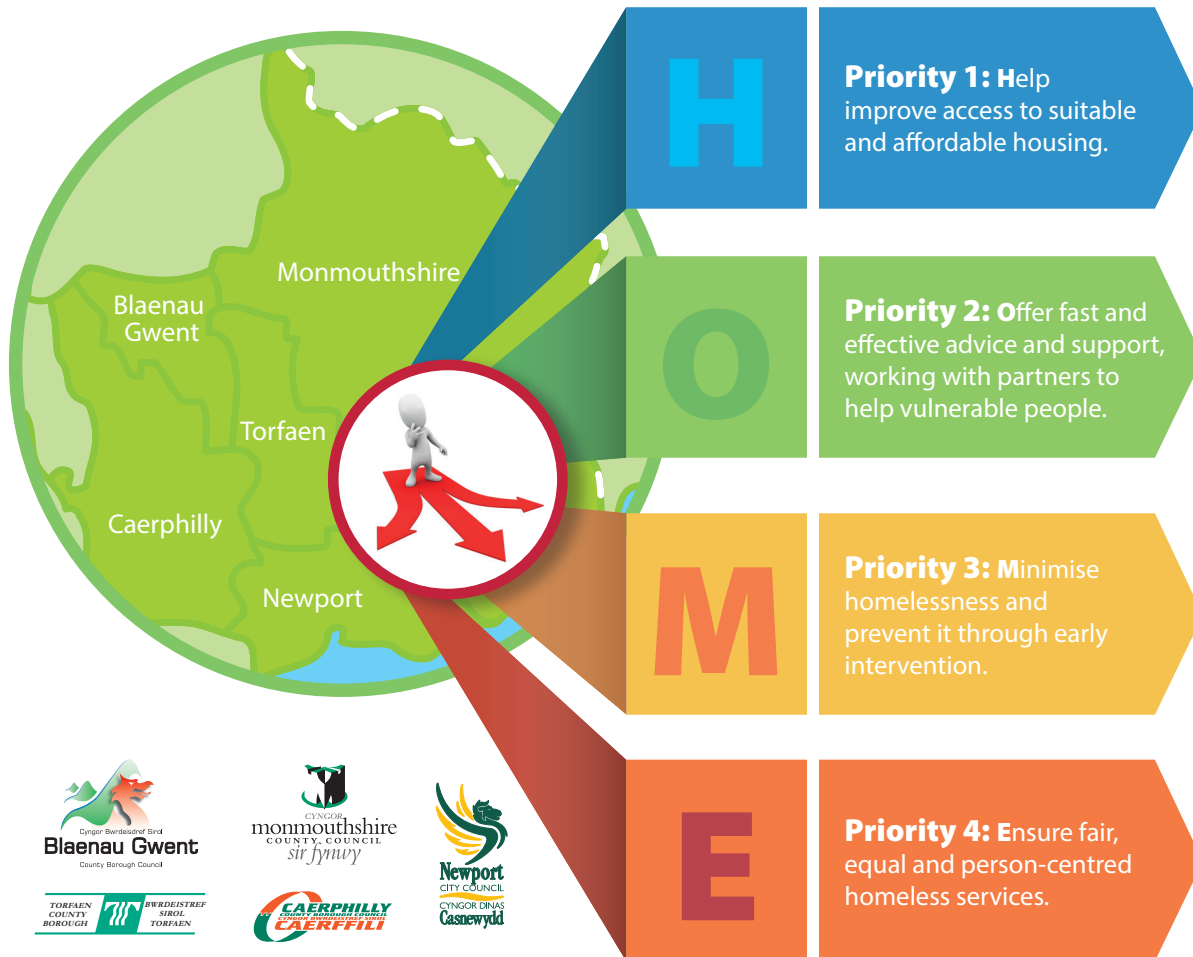 Monmouthshire
Blaenau
Gwent
Torfaen
Caerphilly
Newport
H
Priority 1: Help
improve access to suitable
and affordable housing.
O
Priority 2: Offer fast and
effective advice and support,
working with partners to
help vulnerable people.
M
Priority 3: Minimise
homelessness and
prevent it through early
intervention.
E
Priority 4: Ensure fair,
equal and person-centred
homeless services.
Cyngor Bwrdeisdref Sirol
Blaenau Gwent
County Borough Council
CYNGOR
monmouthshire
COUNTY COUNCIL
sir fynwy
Newport
CITY COUNCIL
CYNGOR DINAS
Casnewydd
TORFAEN
COUNTY
BOROUGH
BWRDEISTREF
SIROL
TORFAEN
CAERPHILLY
COUNTY BOROUGH COUNCIL
CYNGOR BWRDEISTREF SIROL
CAERFFILI